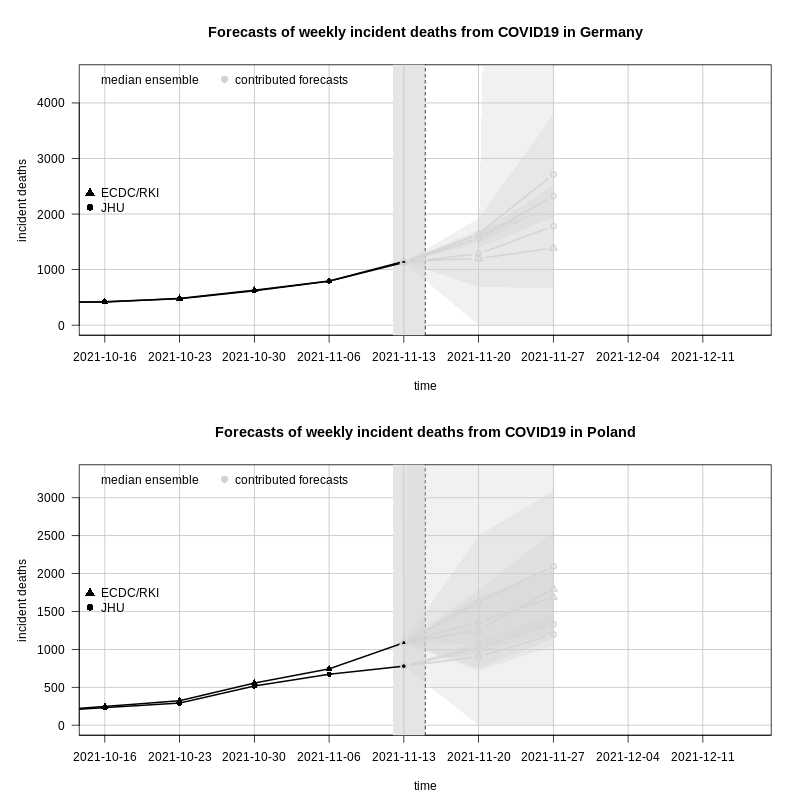 Forecasts of weekly incident deaths from COVID19 in Germany
median ensemble contributed forecasts
4000
3000
ECDC/RKI
2000
JHU
1000
0
incident deaths
2021-10-16 2021-10-23 2021-10-30 2021-11-06 2021-11-13 2021-11-20 2021-11-27 2021-12-04 2021-12-11
time
Forecasts of weekly incident deaths from COVID19 in Poland
median ensemble contributed forecasts
3000
2500
2000
ECDC/RKI
JHU
1500
1000
500
0
incident deaths
2021-10-16 2021-10-23 2021-10-30 2021-11-06 2021-11-13 2021-11-20 2021-11-27 2021-12-04 2021-12-11
time